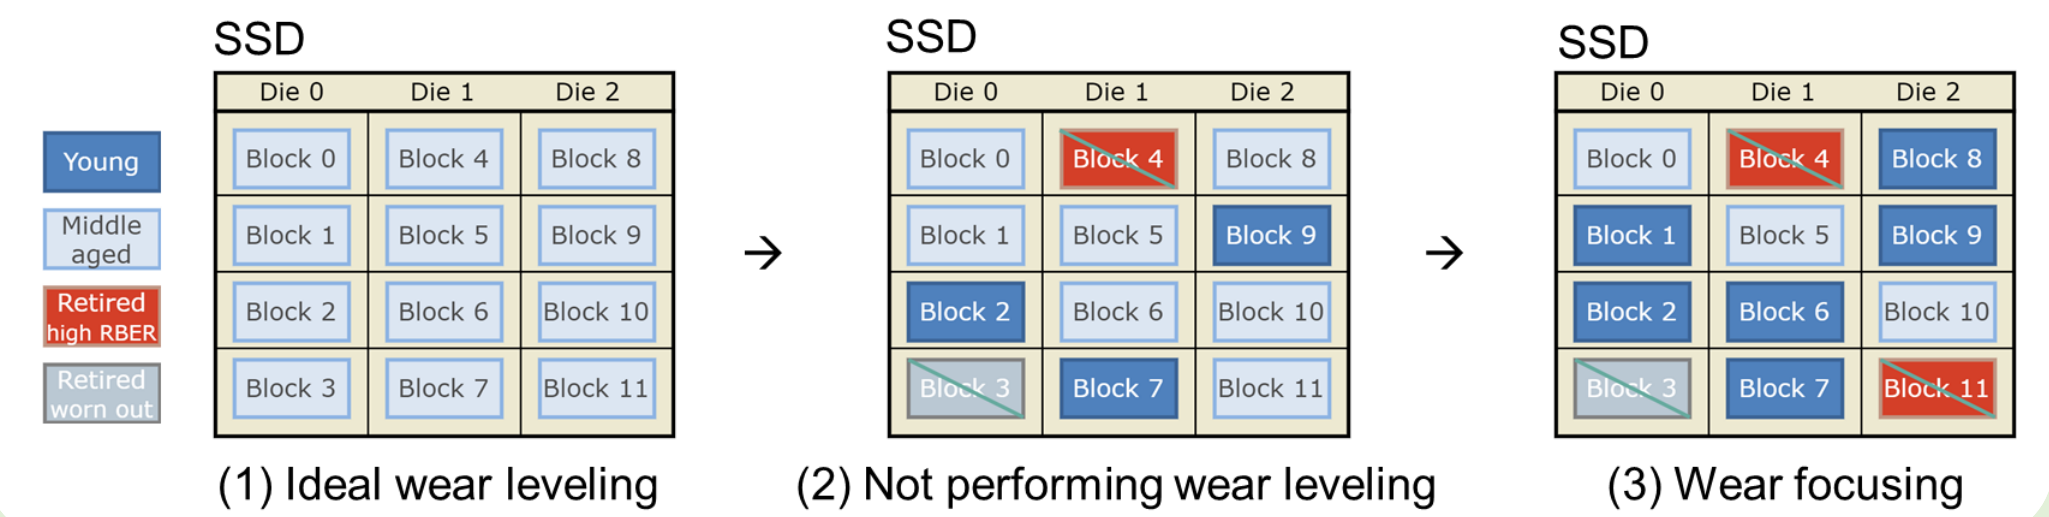 SSD
SSD
SSD
Young
Middle
aged
Retired
high RBER
Retired
worn out
Die 0 Die 1 Die 2
Block 0 Block 4 Block 8
Block 1 Block 5 Block 9
Block 2 Block 6 Block 10
Block 3 Block 7 Block 11
→
Die 0 Die 1 Die 2
Block 0 Block 4 Block 8
Block 1 Block 5 Block 9
Block 2 Block 6 Block 10
Block 3 Block 7 Block 11
→
Die 0 Die 1 Die 2
Block 0 Block 4 Block 8
Block 1 Block 5 Block 9
Block 2 Block 6 Block 10
Block 3 Block 7 Block 11
(1) Ideal wear leveling
(2) Not performing wear leveling
(3) Wear focusing